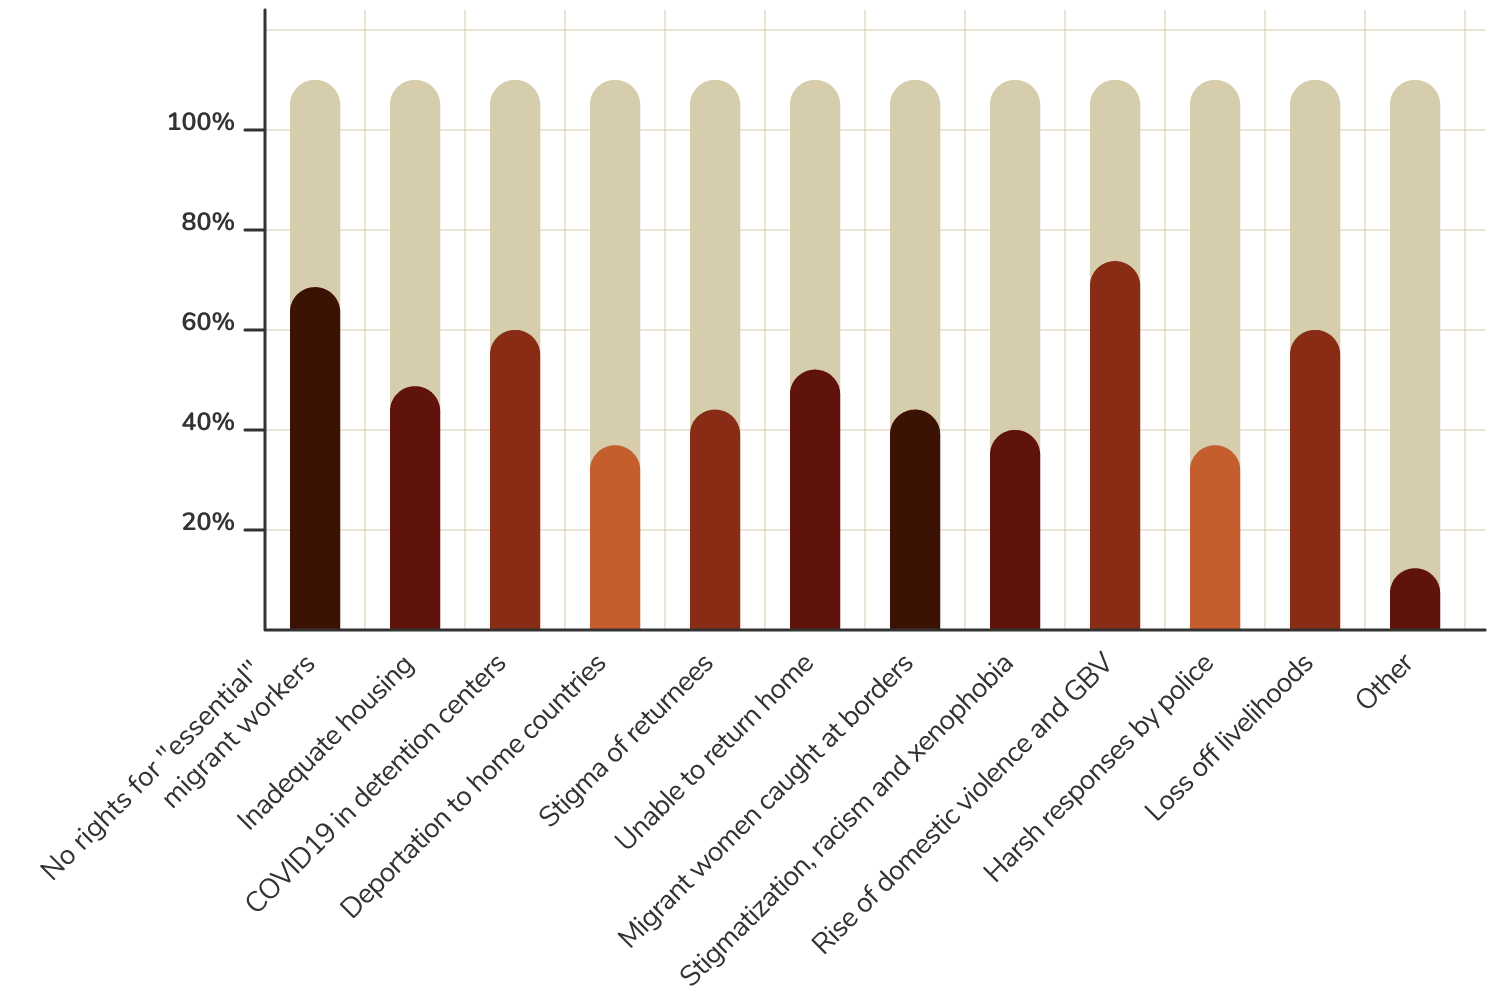 100%
80%
60%
40%
20%
No rights for "essential"
migrant workers
Inadequate housing
COVID19 in detention centers
Deportation to home countries
Stigma of returnees
Unable to return home
Migrant women caught at borders
Stigmatization, racism and xenophobia
Rise of domestic violence and GBV
Harsh responses by police
Loss off livelihoods
Other